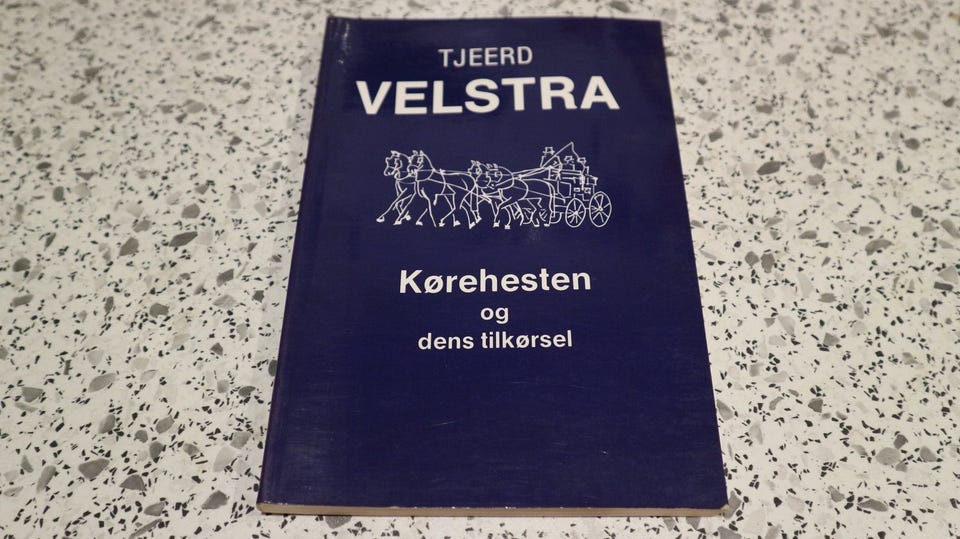 TJEERD
VELSTRA
Kørehesten
og
dens tilkørsel